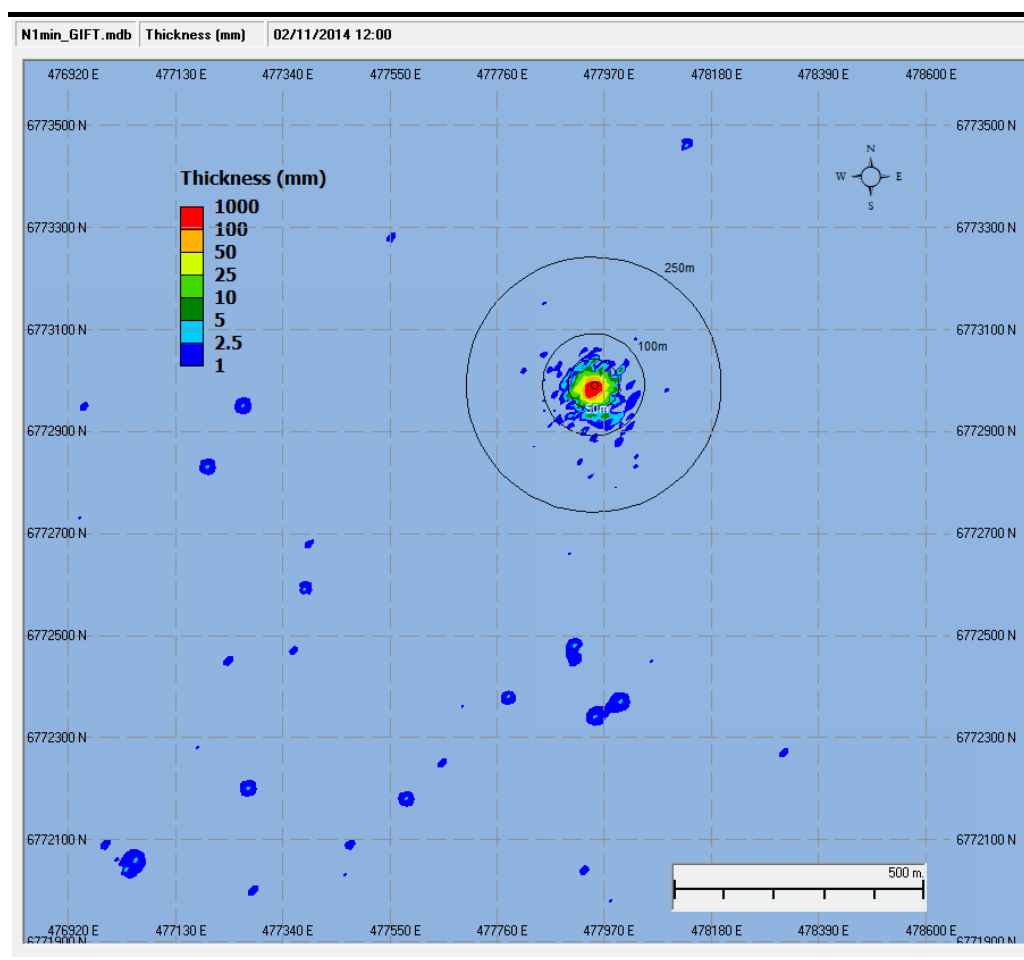 N1min_GIFT.mdb Thickness (mm) 02/11/2014 12:00
476920 E 477130 E 477340 E 477550 E 477760 E 477970 E 478180 E 478390 E 478600 E
6773500 N 6773500 N
N
W E
S
Thickness (mm)
1000
100
50
25
10
5
2.5
1
6773300 N 6773300 N
250m
6773100 N 6773100 N
100m
50m
6772900 N 6772900 N
6772700 N 6772700 N
6772500 N 6772500 N
6772300 N 6772300 N
6772100 N 6772100 N
500 m.
476920 E 477130 E 477340 E 477550 E 477760 E 477970 E 478180 E 478390 E 478600 E
6771900 N 6771900 N